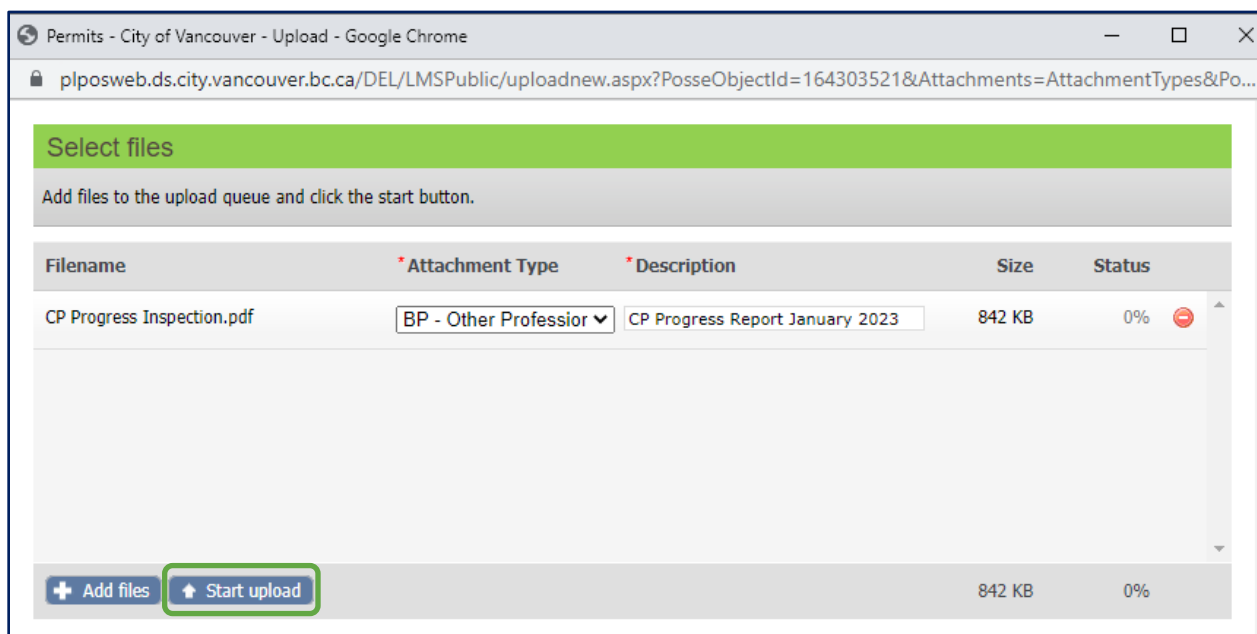 Permits - City of Vancouver - Upload - Google Chrome
plposweb.ds.city.vancouver.bc.ca/DEL/LMSPublic/uploadnew.aspx?PosseObjectId=164303521&Attachments=AttachmentTypes&Po...
Select files
Add files to the upload queue and click the start button.
Filename *Attachment Type *Description Size Status
CP Progress Inspection.pdf BP - Other Profession CP Progress Report January 2023 842 KB 0%
Add files Start upload 842 KB 0%